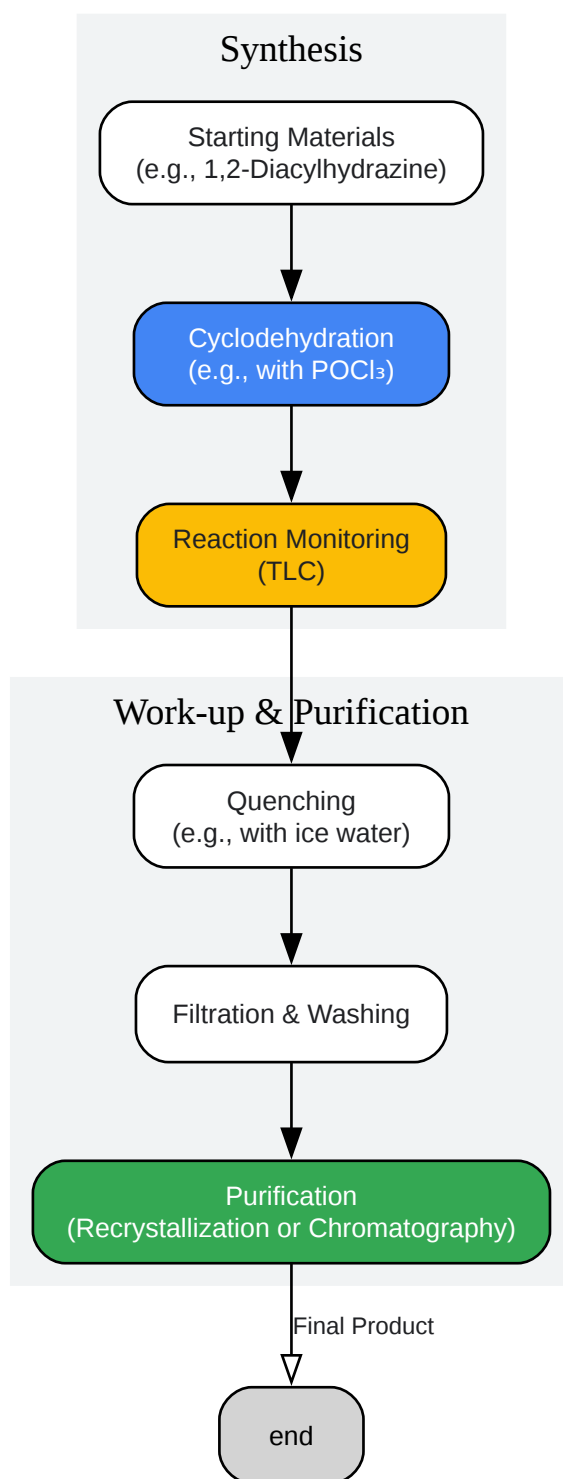 Synthesis
Starting Materials
(e.g., 1,2-Diacylhydrazine)
Cyclodehydration
(e.g., with POCl₃)
Reaction Monitoring
(TLC)
Work-up & Purification
Quenching
(e.g., with ice water)
Filtration & Washing
Purification
(Recrystallization or Chromatography)
Final Product
end